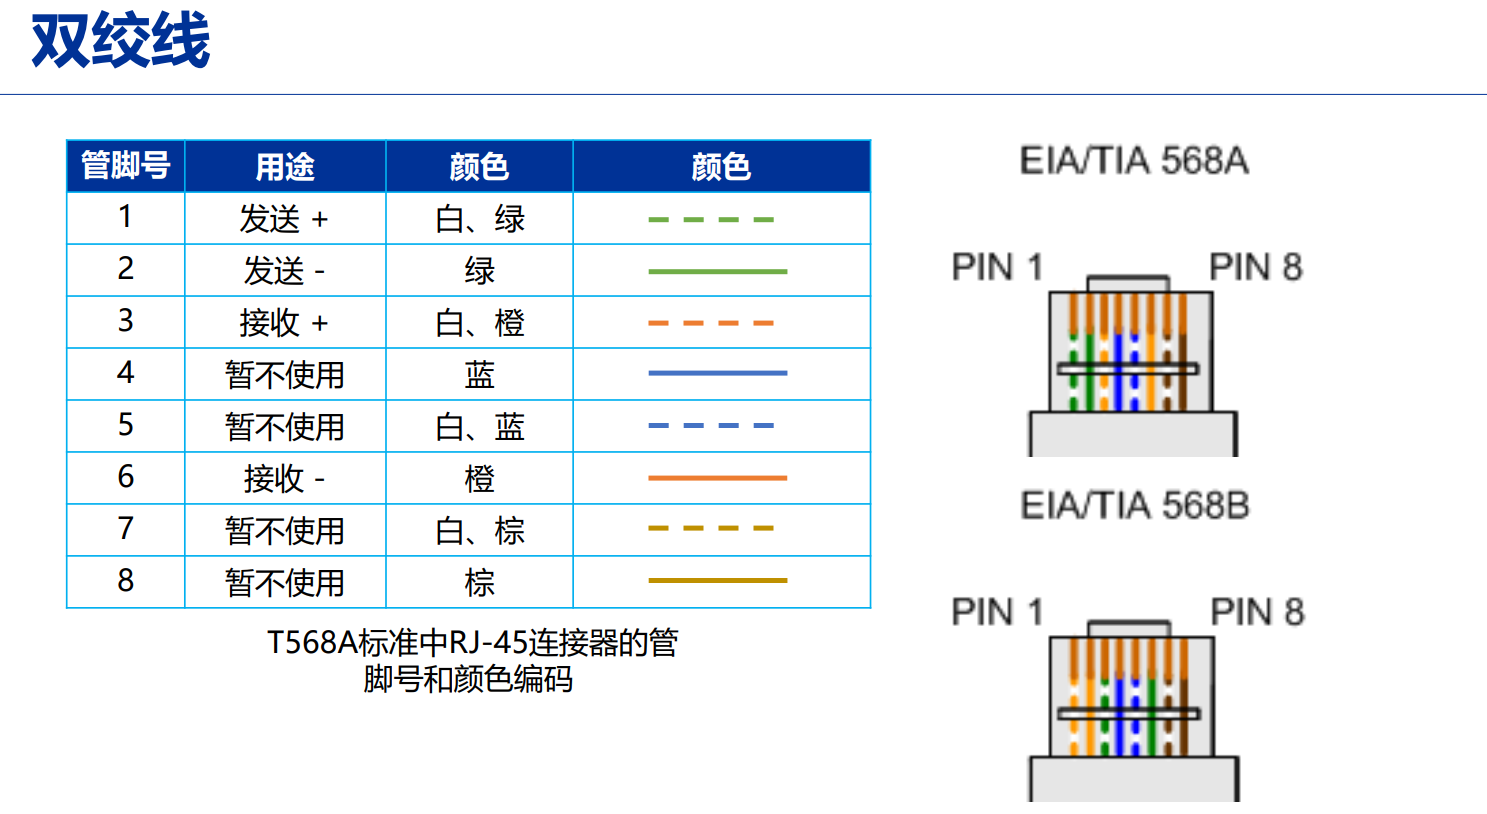 双绞线
管脚号 用途 颜色 颜色
1 发送 + 白、绿
2 发送 - 绿
3 接收 + 白、橙
4 暂不使用 蓝
5 暂不使用 白、蓝
6 接收 - 橙
7 暂不使用 白、棕
8 暂不使用 棕
T568A标准中RJ-45连接器的管
脚号和颜色编码
EIA/TIA 568A
PIN 1 PIN 8
EIA/TIA 568B
PIN 1 PIN 8